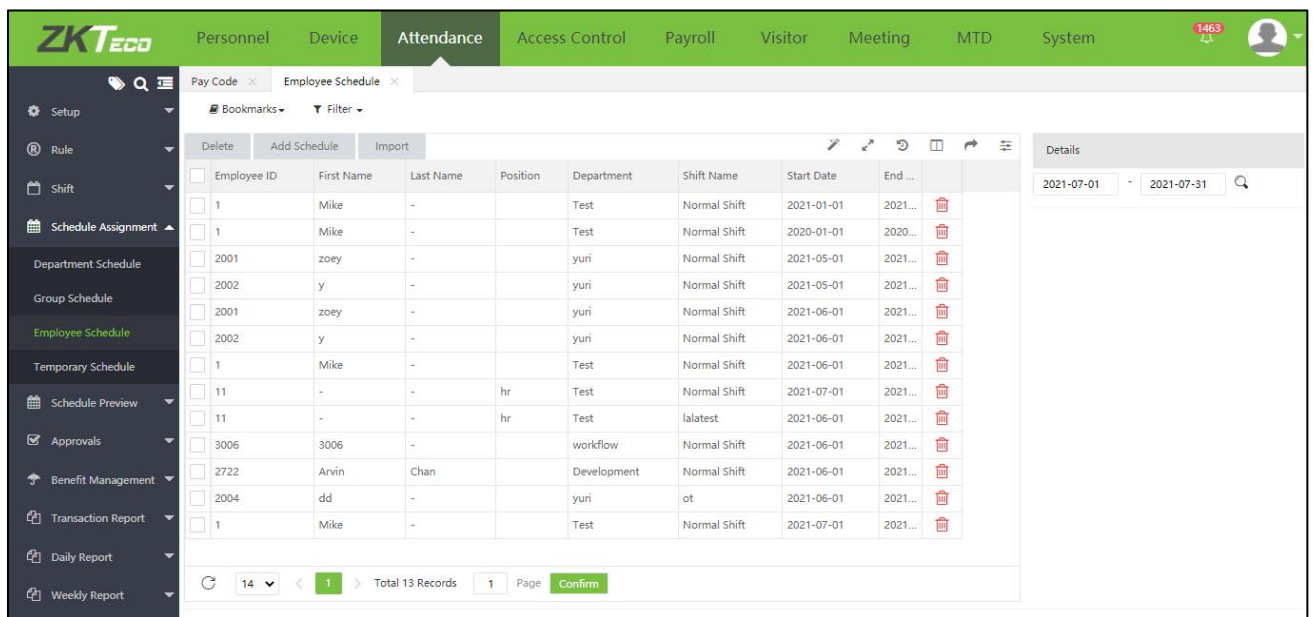 ZKTECO Personnel Device Attendance Access Control Payroll Visitor Meeting MTD System 1463
Pay Code Employee Schedule
Bookmarks Filter
Setup
Rule
Shift
Schedule Assignment
Department Schedule
Group Schedule
Employee Schedule
Temporary Schedule
Schedule Preview
Approvals
Benefit Management
Transaction Report
Daily Report
Weekly Report
Delete Add Schedule Import
Employee ID First Name Last Name Position Department Shift Name Start Date End ...
1 Mike - Test Normal Shift 2021-01-01 2021...
1 Mike - Test Normal Shift 2020-01-01 2020...
2001 zoey - yuri Normal Shift 2021-05-01 2021...
2002 y - yuri Normal Shift 2021-05-01 2021...
2001 zoey - yuri Normal Shift 2021-06-01 2021...
2002 y - yuri Normal Shift 2021-06-01 2021...
1 Mike - Test Normal Shift 2021-06-01 2021...
11 - - hr Test Normal Shift 2021-07-01 2021...
11 - - hr Test lalatest 2021-06-01 2021...
3006 3006 - workflow Normal Shift 2021-06-01 2021...
2722 Arvin Chan Development Normal Shift 2021-06-01 2021...
2004 dd - yuri ot 2021-06-01 2021...
1 Mike - Test Normal Shift 2021-07-01 2021...
14 < 1 > Total 13 Records 1 Page Confirm
Details
2021-07-01 - 2021-07-31